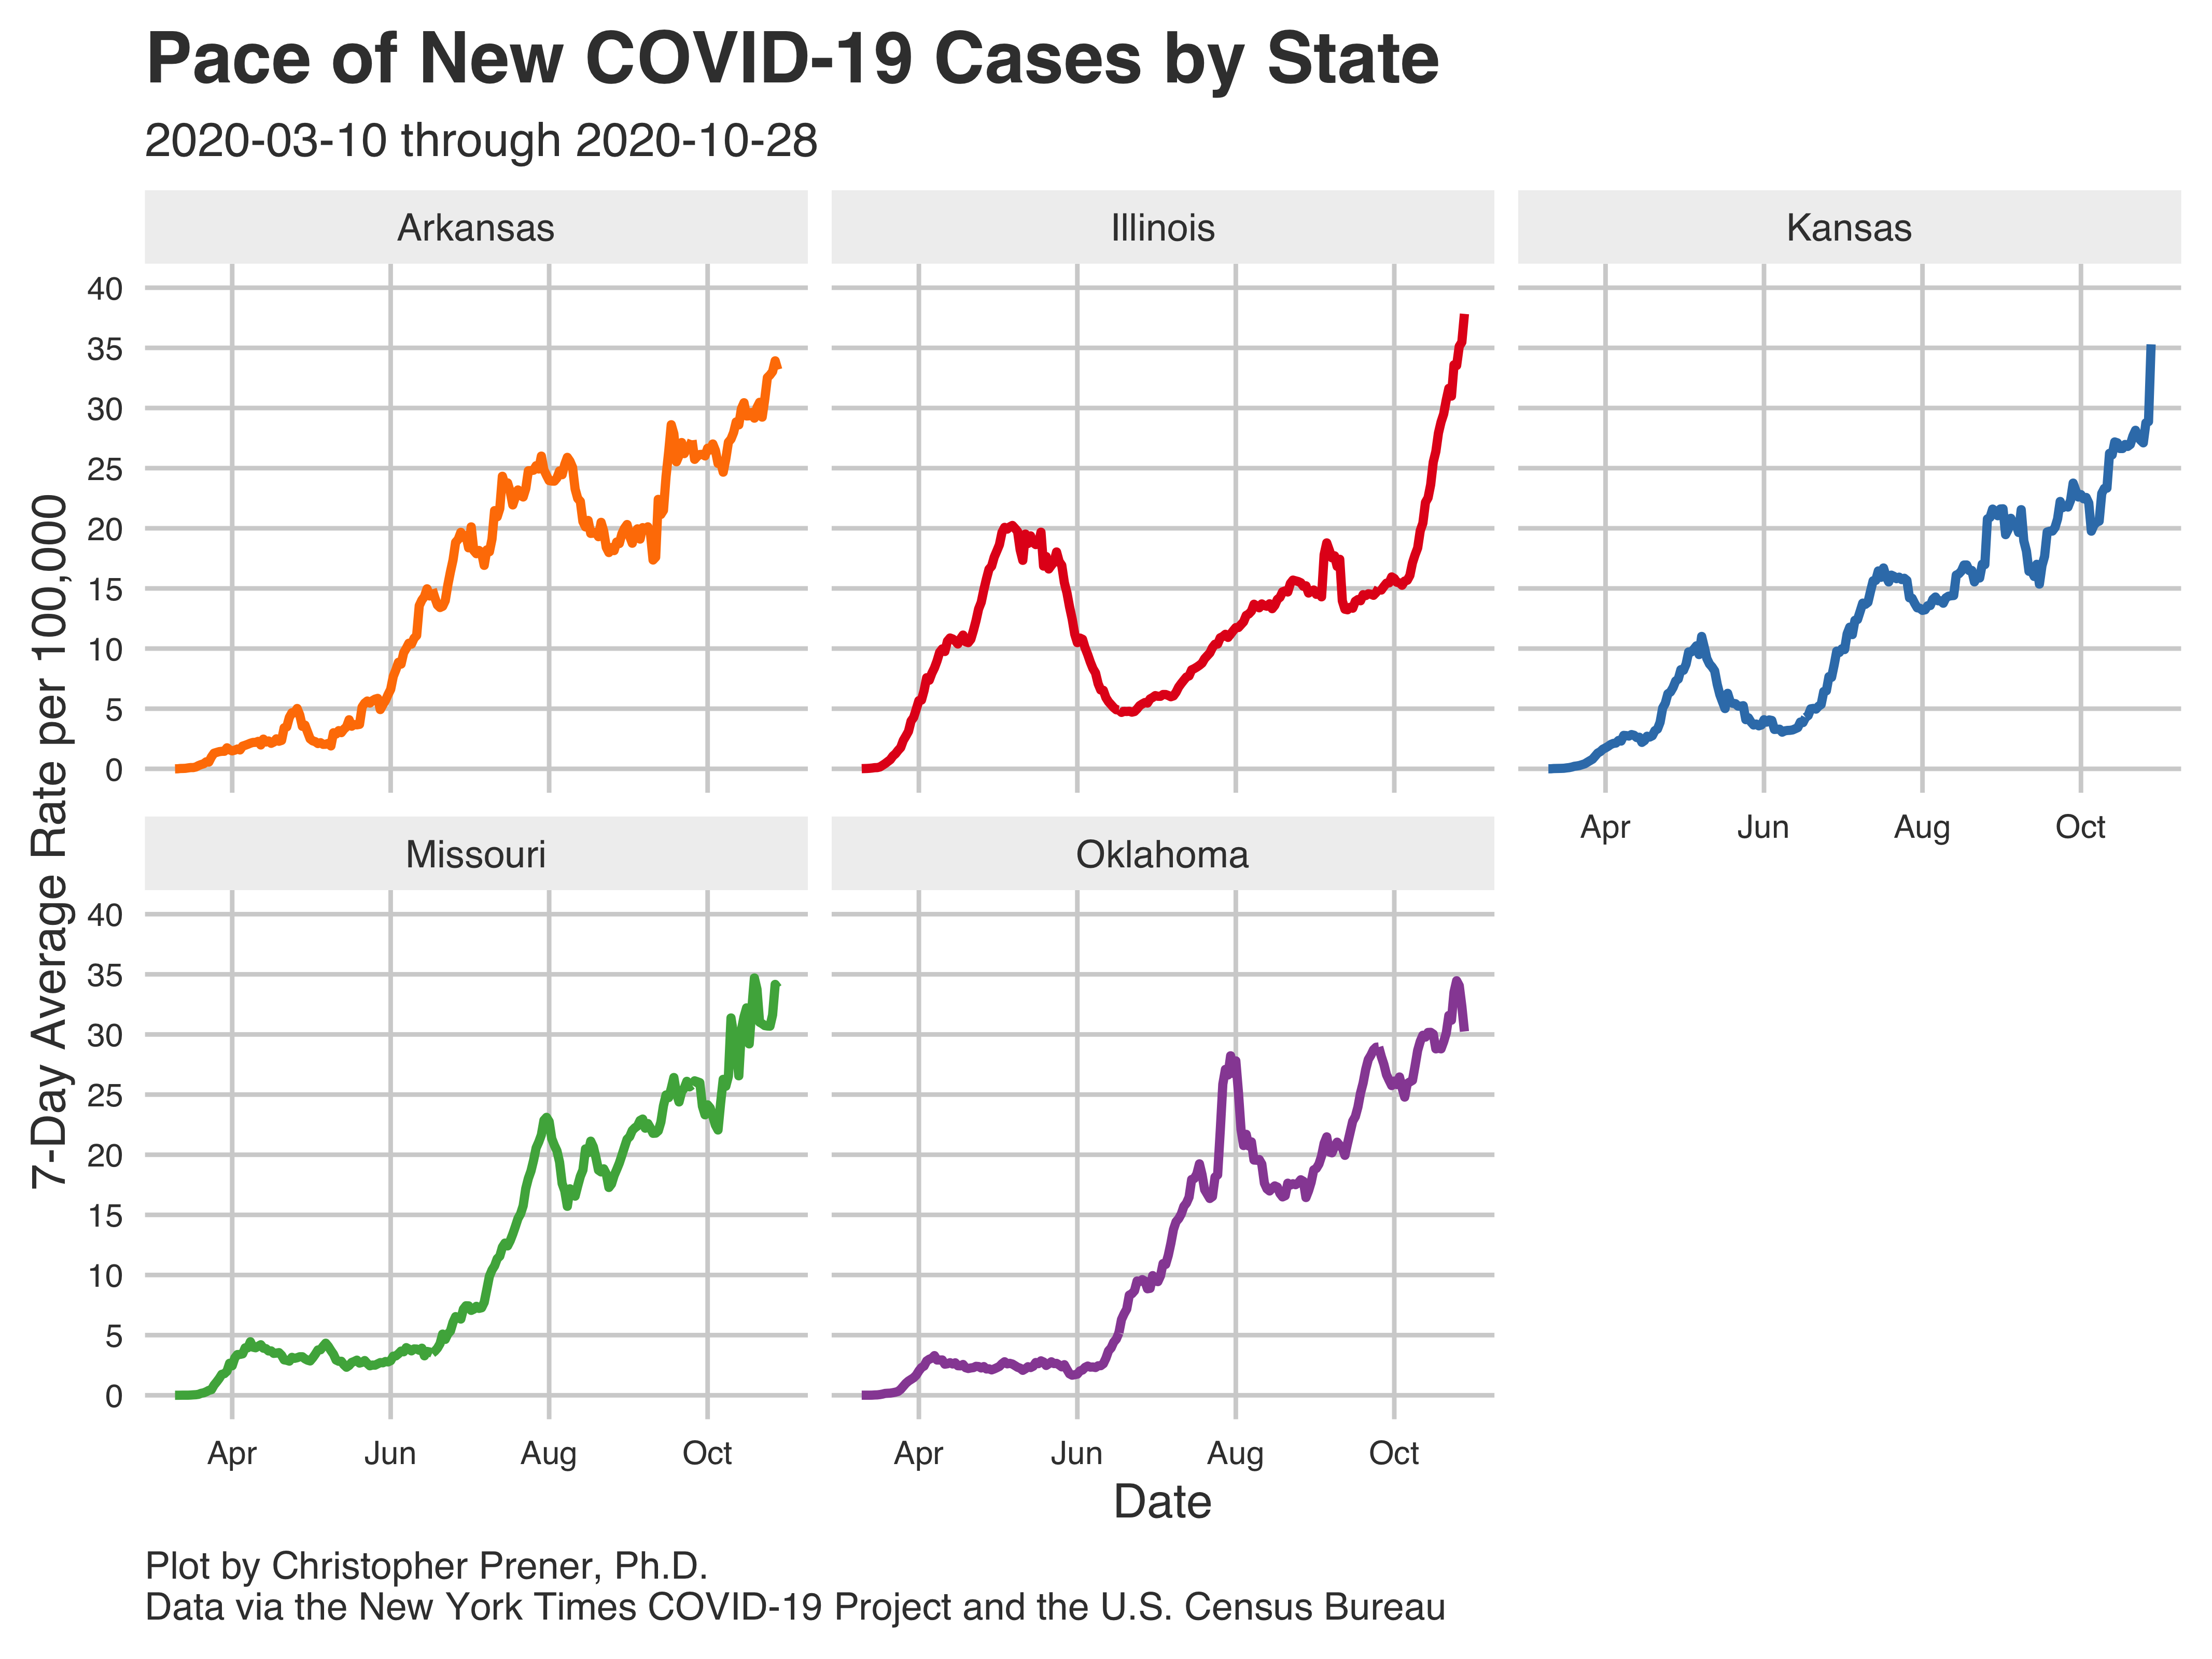 Pace of New COVID-19 Cases by State
2020-03-10 through 2020-10-28
Arkansas
Illinois
Kansas
40
35
30
25
20
15
10
5
0
Apr
Jun
Aug
Oct
7-Day Average Rate per 100,000
Missouri
Oklahoma
40
35
30
25
20
15
10
5
0
Apr
Jun
Aug
Oct
Apr
Jun
Aug
Oct
Date
Plot by Christopher Prener, Ph.D.
Data via the New York Times COVID-19 Project and the U.S. Census Bureau